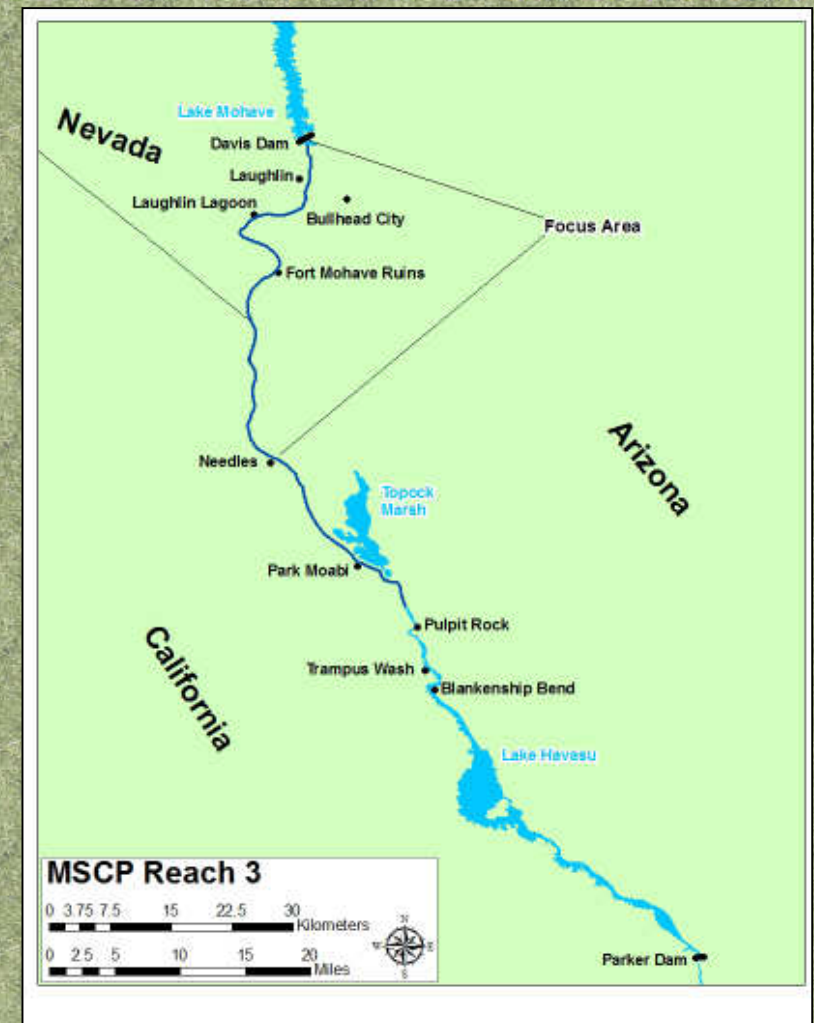 Nevada
Lake Mohave
Davis Dam
Laughlin
Laughlin Lagoon
Bullhead City
Focus Area
Fort Mohave Ruins
Arizona
Needles
Topock
Marsh
Park Moabi
California
Pulpit Rock
Trampus Wash
Blankenship Bend
Lake Havasu
MSCP Reach 3
0 3.75 7.5 15 22.5 30
Kilometers
0 2.5 5 10 15 20
Miles
N
W E
S
Parker Dam